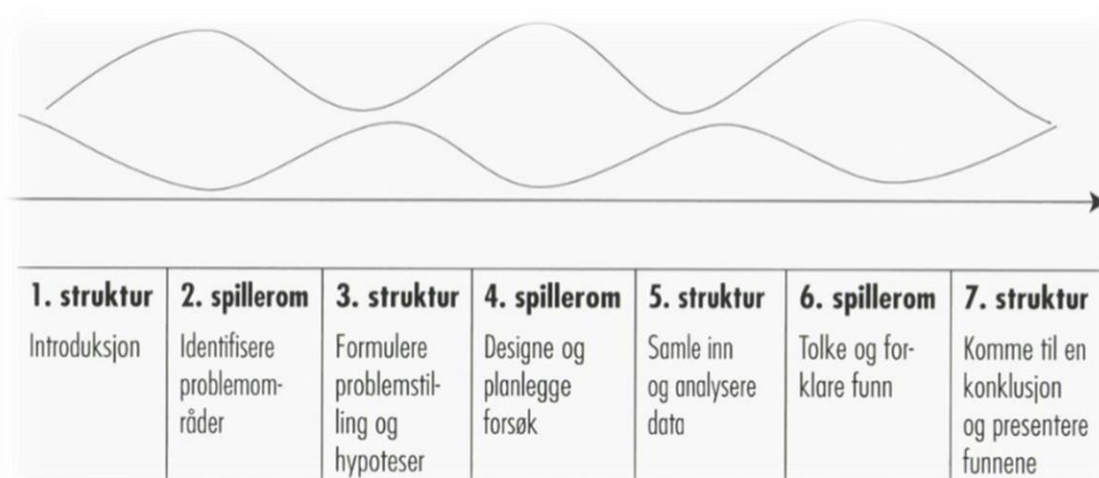 1. struktur
Introduksjon
2. spillerom
Identifisere
problemom-
råder
3. struktur
Formulere
problemstil-
ling og
hypoteser
4. spillerom
Designe og
planlegge
forsøk
5. struktur
Samle inn
og analysere
data
6. spillerom
Tolke og for-
klare funn
7. struktur
Komme til en
konklusjon
og presentere
funnene